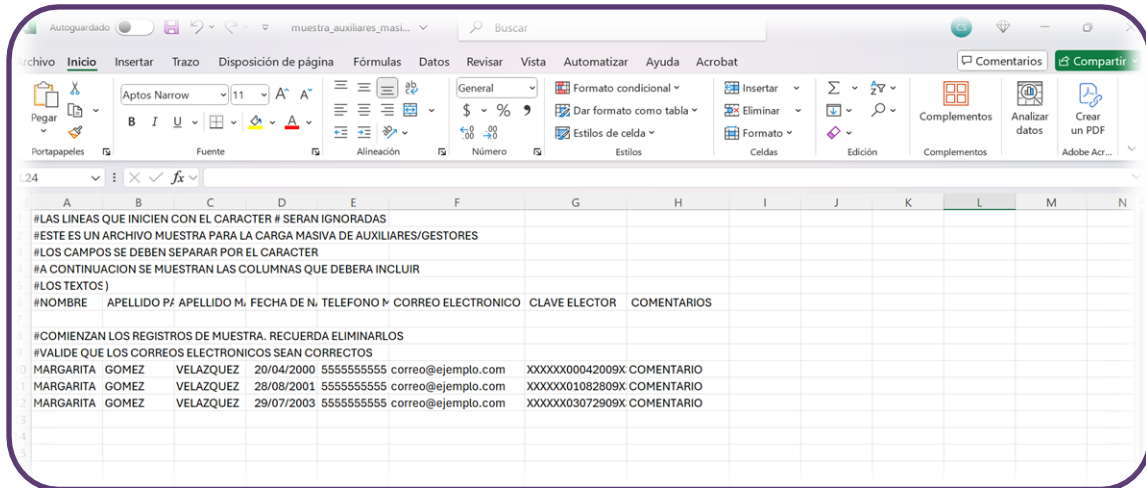 Autoguardado muestra_auxiliares_masi... Buscar CS
Archivo Inicio Insertar Trazo Disposición de página Fórmulas Datos Revisar Vista Automatizar Ayuda Acrobat Comentarios Compartir
Pegar Aptos Narrow 11 General Formato condicional Insertar Complementos Analizar datos Crear un PDF
N K S Dar formato como tabla Eliminar
Estilos de celda Formato
Portapapeles Fuente Alineación Número Estilos Celdas Edición Complementos Adobe Acr...
L24 fx
A B C D E F G H I J K L M N
#LAS LINEAS QUE INICIEN CON EL CARACTER # SERAN IGNORADAS
#ESTE ES UN ARCHIVO MUESTRA PARA LA CARGA MASIVA DE AUXILIARES/GESTORES
#LOS CAMPOS SE DEBEN SEPARAR POR EL CARACTER
#A CONTINUACION SE MUESTRAN LAS COLUMNAS QUE DEBERA INCLUIR
#LOS TEXTOS)
#NOMBRE APELLIDO PA APELLIDO MA FECHA DE NA TELEFONO M CORREO ELECTRONICO CLAVE ELECTOR COMENTARIOS
#COMIENZAN LOS REGISTROS DE MUESTRA. RECUERDA ELIMINARLOS
#VALIDE QUE LOS CORREOS ELECTRONICOS SEAN CORRECTOS
MARGARITA GOMEZ VELAZQUEZ 20/04/2000 5555555555 correo@ejemplo.com XXXXXX00042009X COMENTARIO
MARGARITA GOMEZ VELAZQUEZ 28/08/2001 5555555555 correo@ejemplo.com XXXXXX01082809X COMENTARIO
MARGARITA GOMEZ VELAZQUEZ 29/07/2003 5555555555 correo@ejemplo.com XXXXXX03072909X COMENTARIO